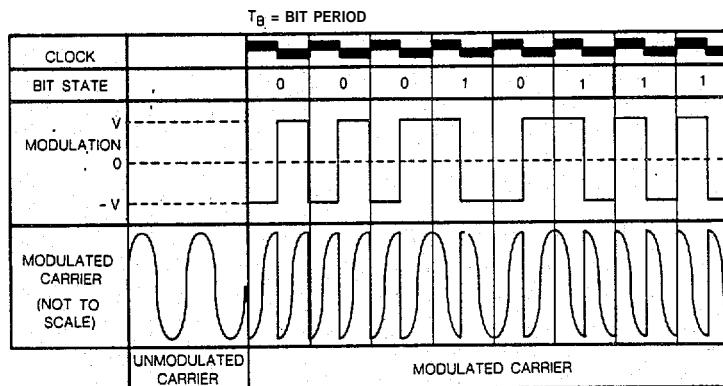 T_B = BIT PERIOD
CLOCK
BIT STATE 0 0 0 1 0 1 1 1
V
MODULATION
0
-V
MODULATED
CARRIER
(NOT TO
SCALE)
UNMODULATED
CARRIER
MODULATED CARRIER